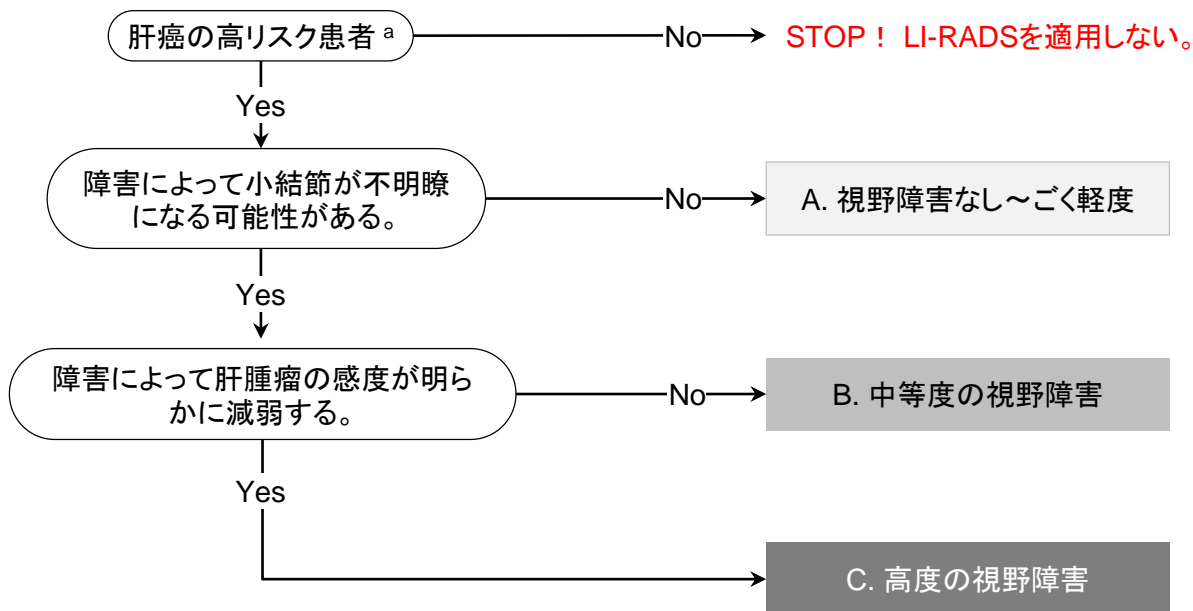 肝癌の高リスク患者 a
No
STOP！ LI-RADSを適用しない。
Yes
障害によって小結節が不明瞭
になる可能性がある。
No
A. 視野障害なし～ごく軽度
Yes
障害によって肝腫瘤の感度が明ら
かに減弱する。
No
B. 中等度の視野障害
Yes
C. 高度の視野障害